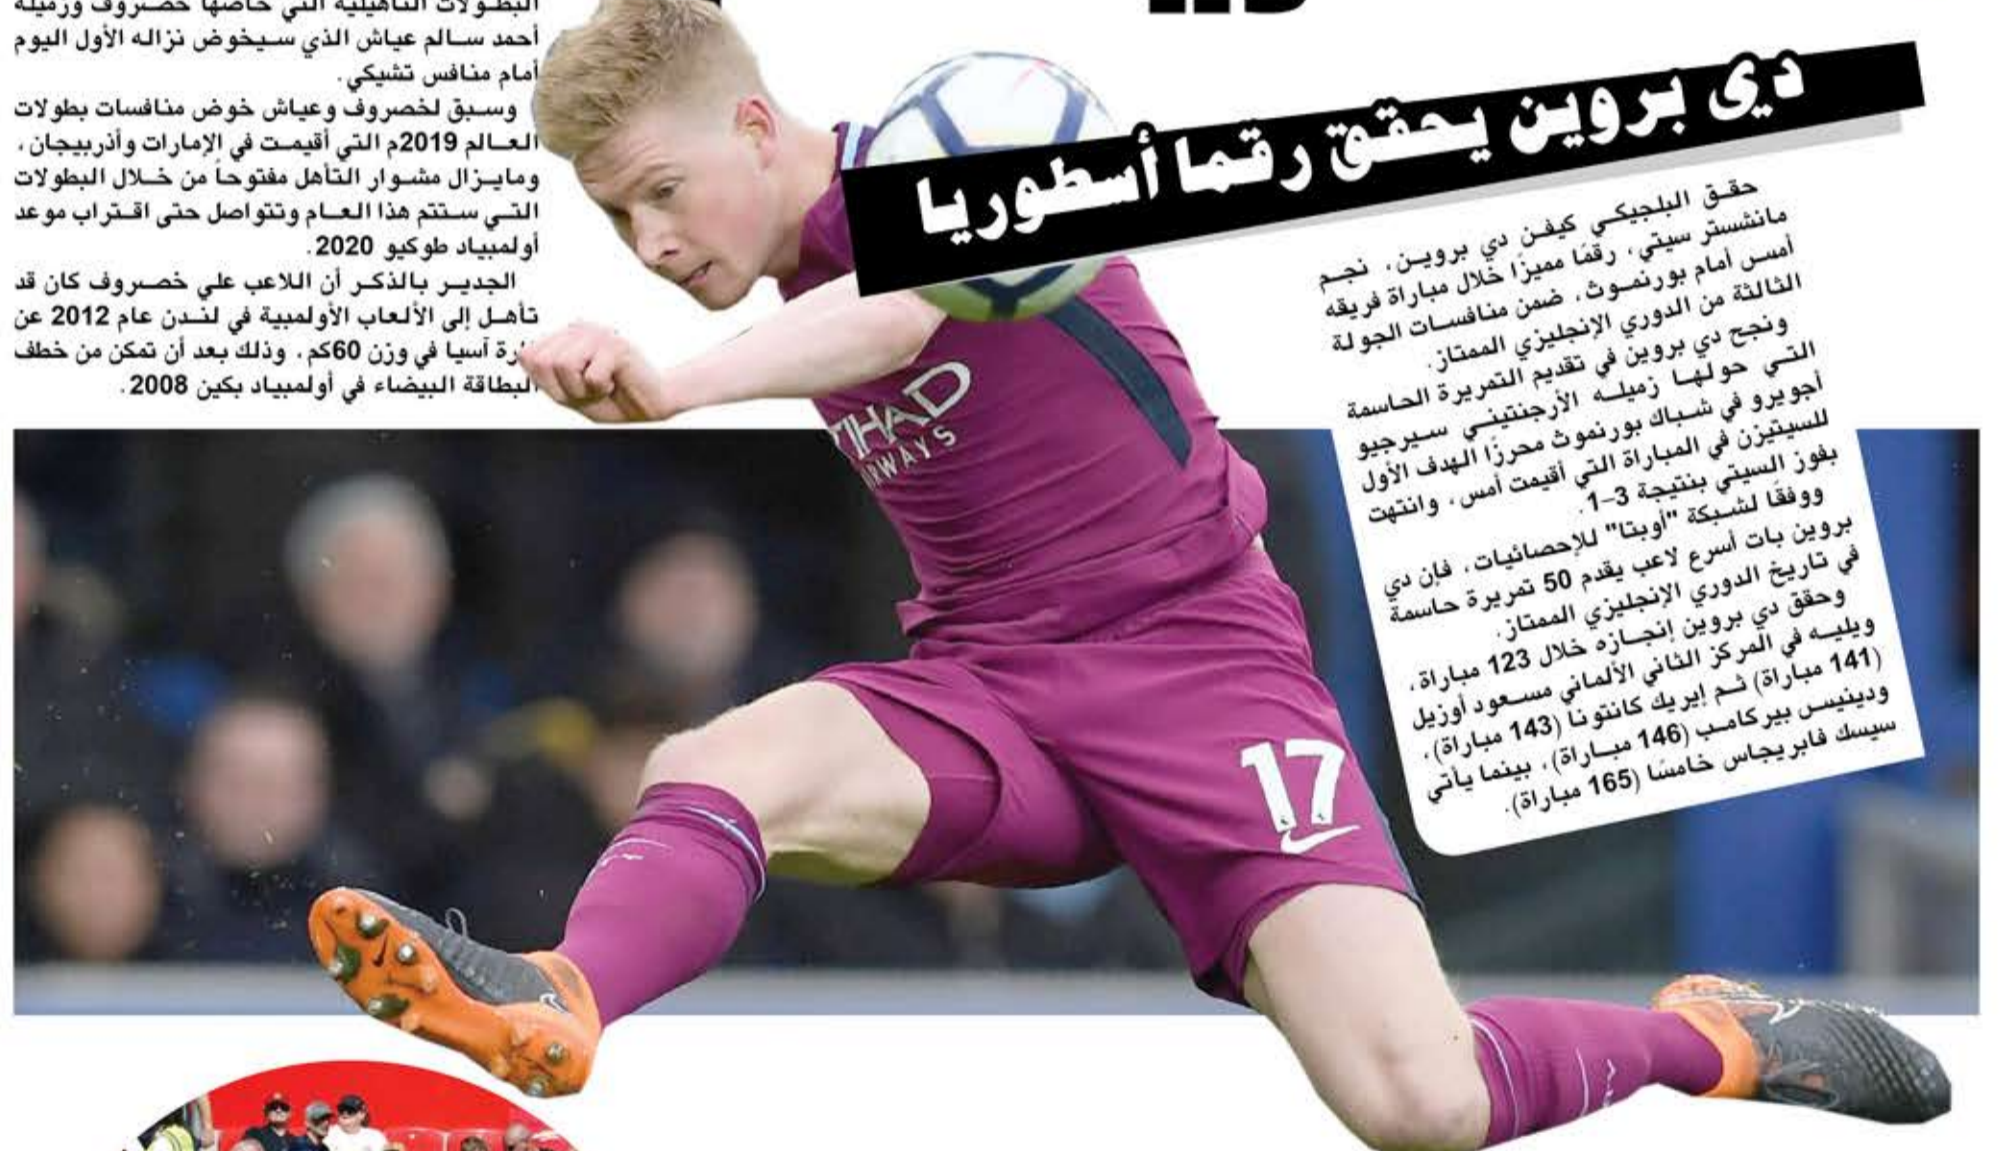 دي بروين يحقق رقما أسطوريا
حقق البلجيكي كيفن دي بروين، نجم
مانشستر سيتي، رقمًا مميزًا خلال مباراة فريقه
أمس أمام بورنموث، ضمن منافسات الجولة
الثالثة من الدوري الإنجليزي الممتاز.
ونجح دي بروين في تقديم التمريرة الحاسمة
التي حولها زميله الأرجنتيني سيرجيو
أجويرو في شباك بورنموث محرزًا الهدف الأول
للسيتيزن في المباراة التي أقيمت أمس، وانتهت
بفوز السيتي بنتيجة 3-1.
ووفقًا لشبكة "أوبتا" للإحصائيات، فإن دي
بروين بات أسرع لاعب يقدم 50 تمريرة حاسمة
في تاريخ الدوري الإنجليزي الممتاز.
وحقق دي بروين إنجازه خلال 123 مباراة،
ويليه في المركز الثاني الألماني مسعود أوزيل
(141 مباراة) ثم إيريك كانتونا (143 مباراة)،
ودينيس بيركامب (146 مباراة)، بينما يأتي
سيسك فابريجاس خامسًا (165 مباراة).
البطولات التأهيلية التي خاضها خصروف وزميله
أحمد سالم عياش الذي سيخوض نزاله الأول اليوم
أمام منافس تشيكي.
وسبق لخصروف وعياش خوض منافسات بطولات
العالم 2019م التي أقيمت في الإمارات وأذربيجان،
ومايزال مشوار التأهل مفتوحاً من خلال البطولات
التي ستتم هذا العام وتتواصل حتى اقتراب موعد
أولمبياد طوكيو 2020.
الجدير بالذكر أن اللاعب علي خصروف كان قد
تأهل إلى الألعاب الأولمبية في لندن عام 2012 عن
آسيا في وزن 60كم، وذلك بعد أن تمكن من خطف
البطاقة البيضاء في أولمبياد بكين 2008.
17